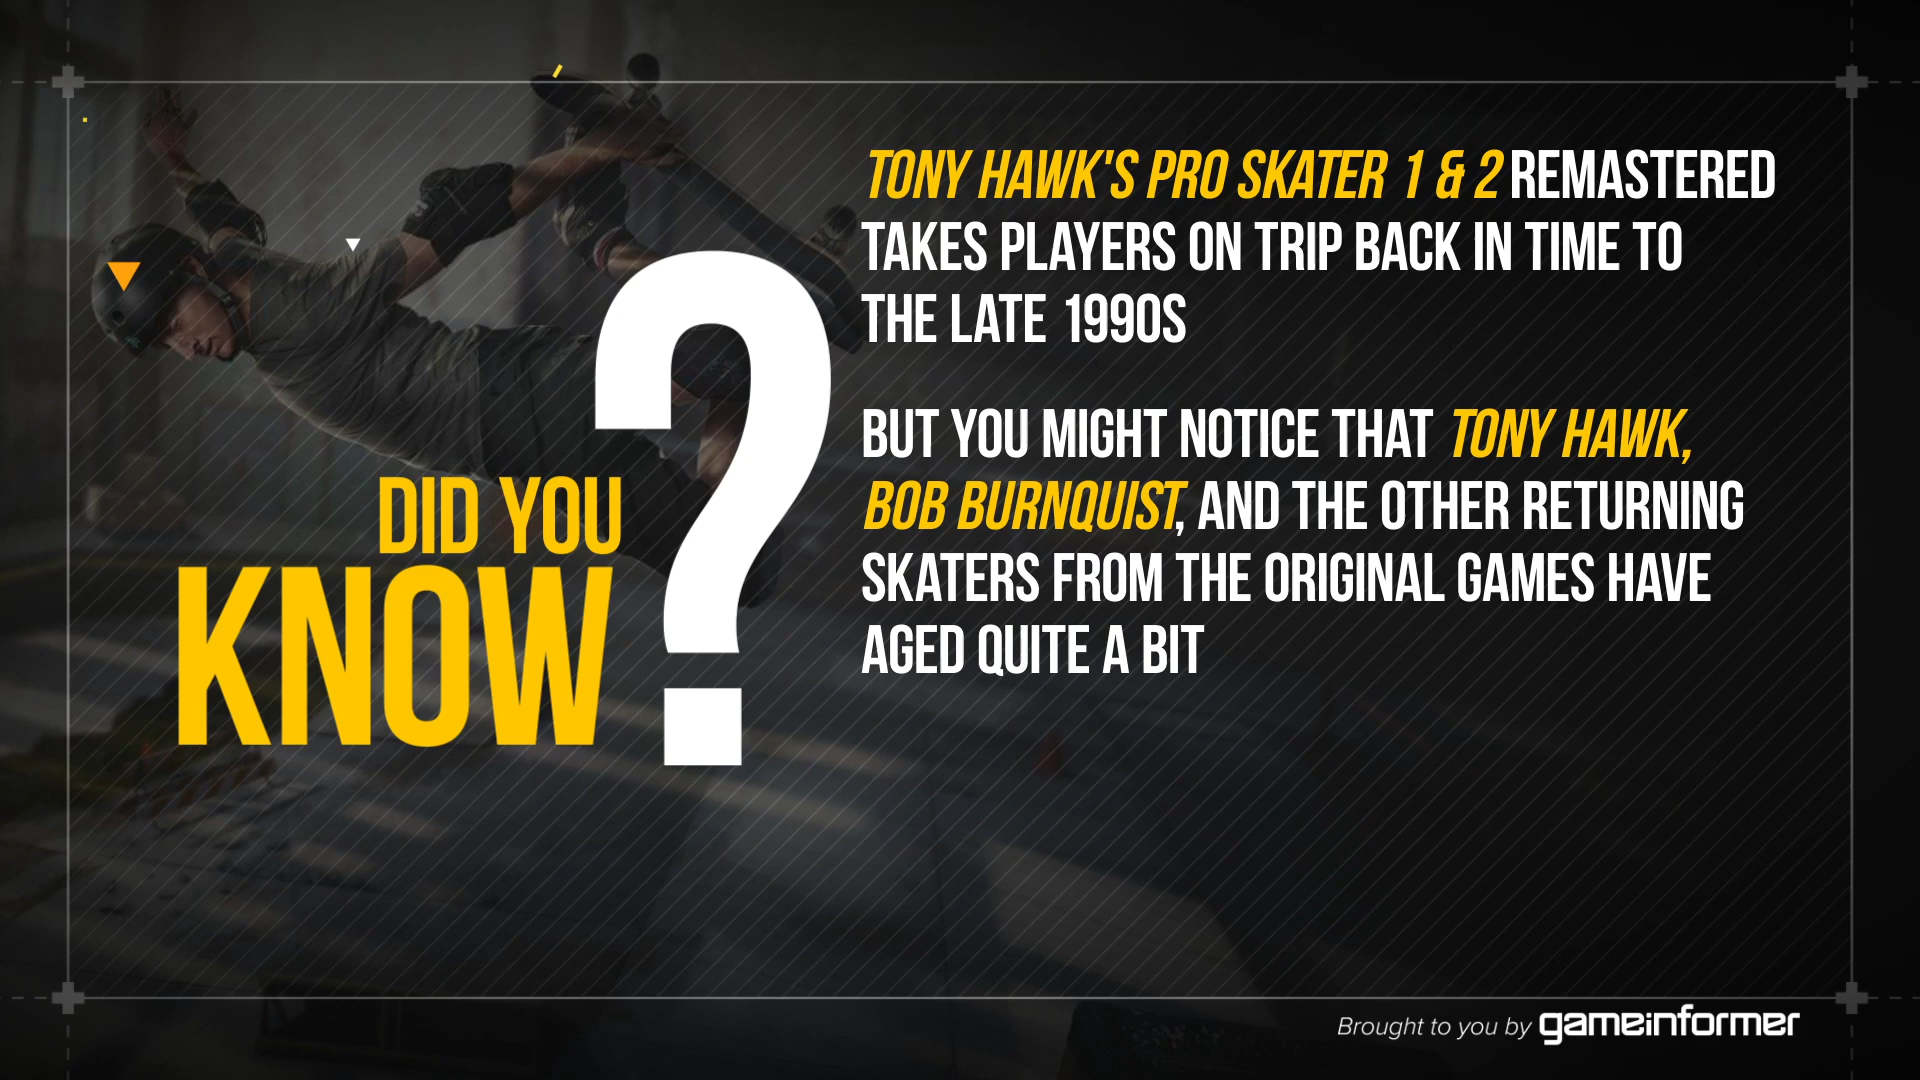 TONY HAWK'S PRO SKATER 1 & 2 REMASTERED
TAKES PLAYERS ON TRIP BACK IN TIME TO
THE LATE 1990S
BUT YOU MIGHT NOTICE THAT TONY HAWK,
BOB BURNQUIST, AND THE OTHER RETURNING
SKATERS FROM THE ORIGINAL GAMES HAVE
AGED QUITE A BIT
DID YOU
KNOW?
Brought to you by gameinformer